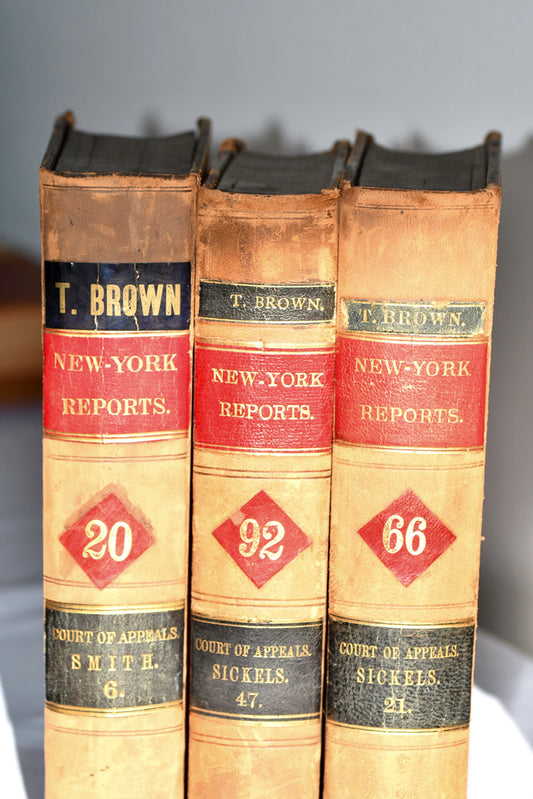 T. BROWN
NEW-YORK
REPORTS.
20
COURT OF APPEALS.
SMITH.
6.
T. BROWN.
NEW-YORK
REPORTS.
92
COURT OF APPEALS.
SICKELS.
47.
T. BROWN.
NEW-YORK
REPORTS.
66
COURT OF APPEALS.
SICKELS.
21.